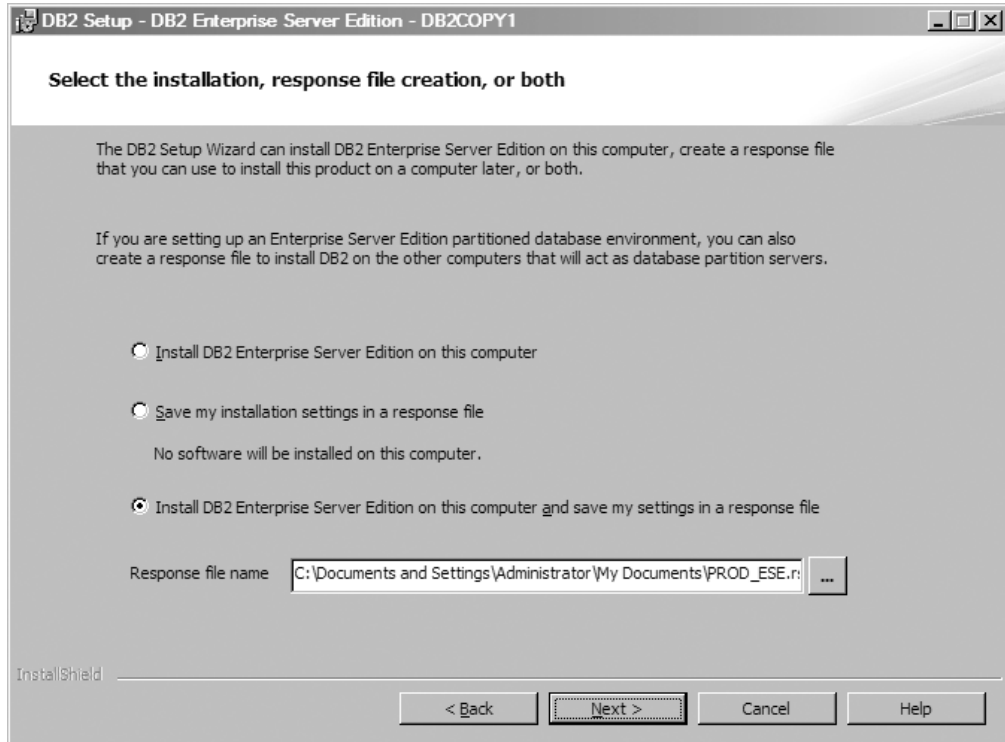 DB2 Setup - DB2 Enterprise Server Edition - DB2COPY1
Select the installation, response file creation, or both
The DB2 Setup Wizard can install DB2 Enterprise Server Edition on this computer, create a response file
that you can use to install this product on a computer later, or both.
If you are setting up an Enterprise Server Edition partitioned database environment, you can also
create a response file to install DB2 on the other computers that will act as database partition servers.
Install DB2 Enterprise Server Edition on this computer
Save my installation settings in a response file
No software will be installed on this computer.
Install DB2 Enterprise Server Edition on this computer and save my settings in a response file
Response file name C:\Documents and Settings\Administrator\My Documents\PROD_ESE.r ...
InstallShield
< Back Next > Cancel Help